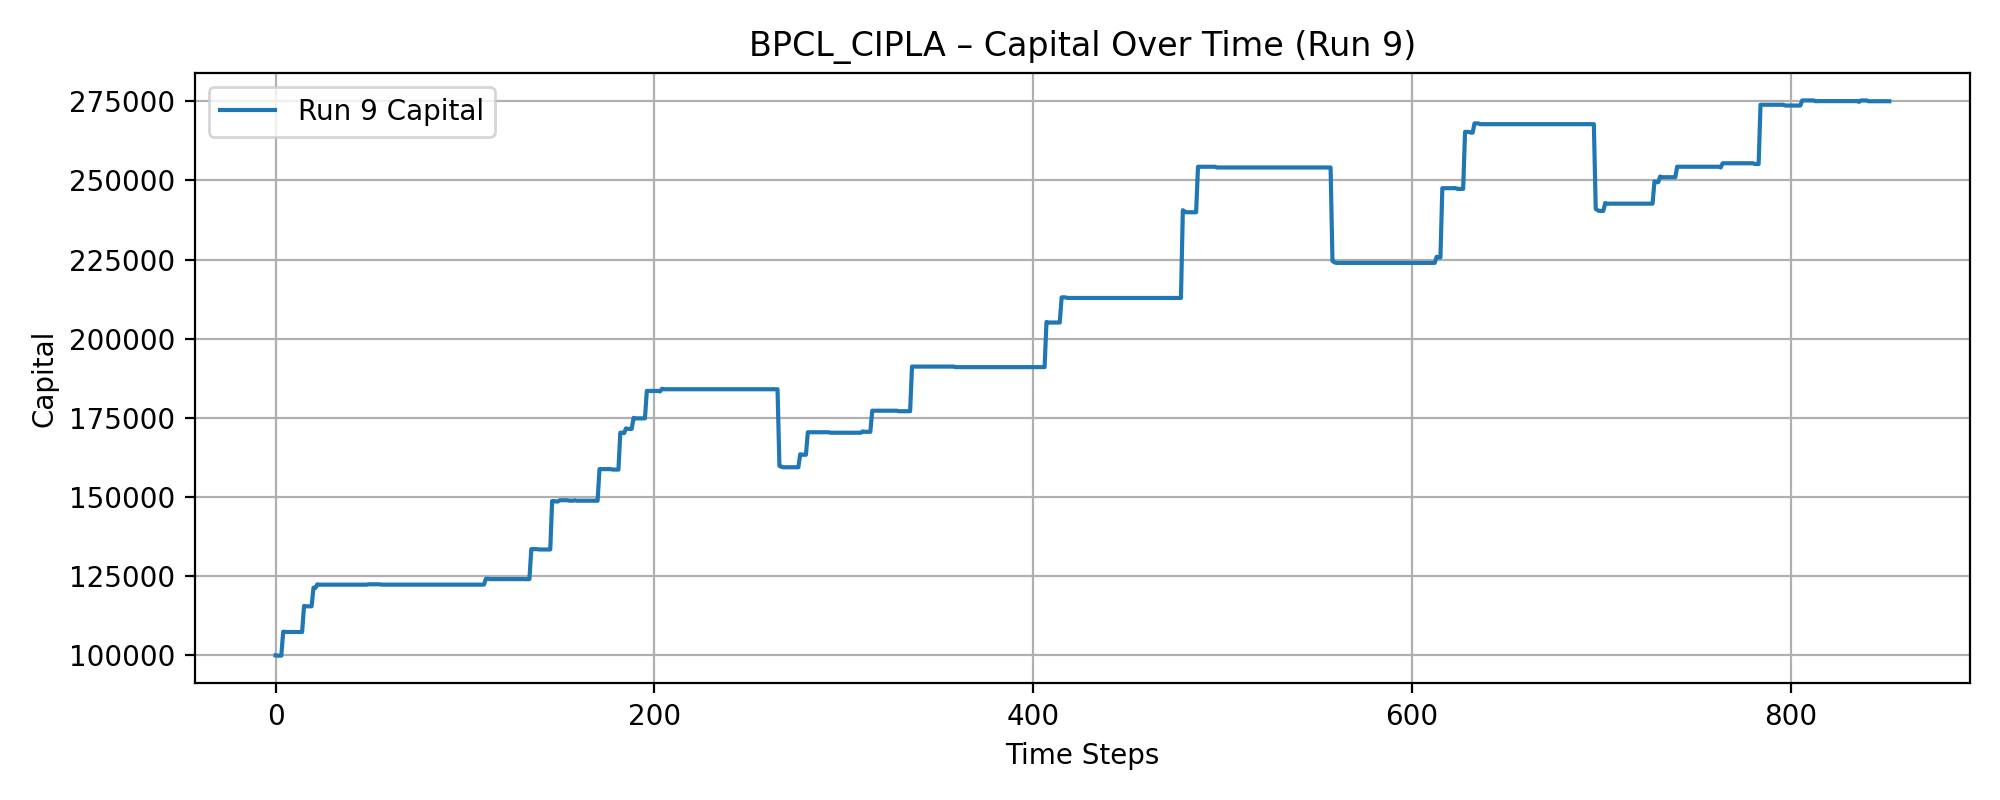 BPCL_CIPLA – Capital Over Time (Run 9)
Run 9 Capital
275000
250000
225000
200000
175000
150000
125000
100000
Capital
0 200 400 600 800
Time Steps